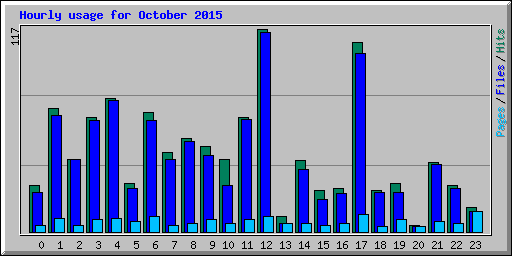 Hourly usage for October 2015
117
Pages / Files / Hits
0 1 2 3 4 5 6 7 8 9 10 11 12 13 14 15 16 17 18 19 20 21 22 23